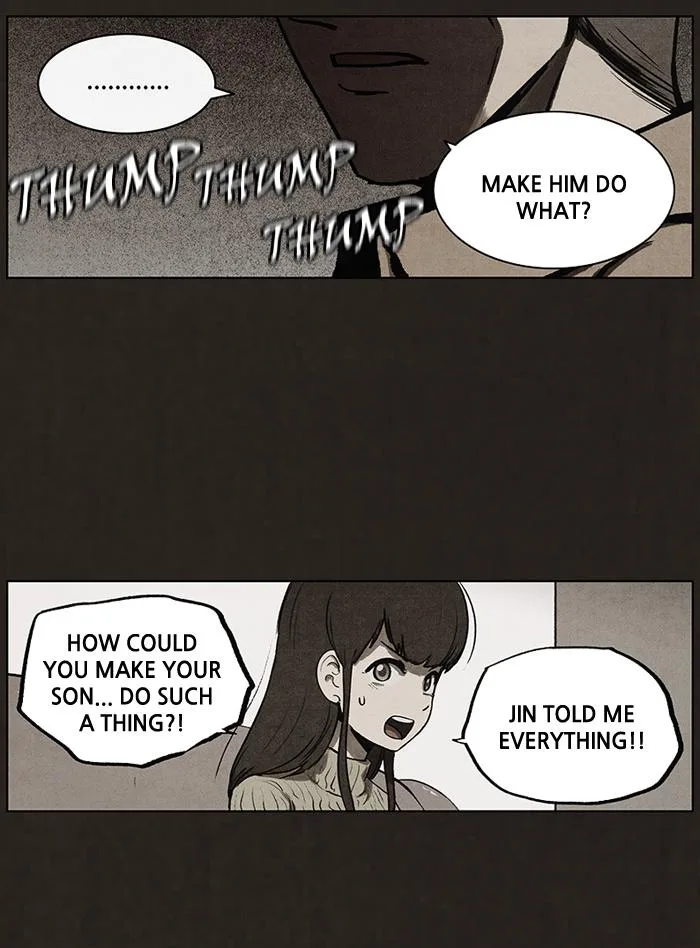 ............
THUMP THUMP
THUMP
MAKE HIM DO
WHAT?
HOW COULD
YOU MAKE YOUR
SON... DO SUCH
A THING?!
JIN TOLD ME
EVERYTHING!!